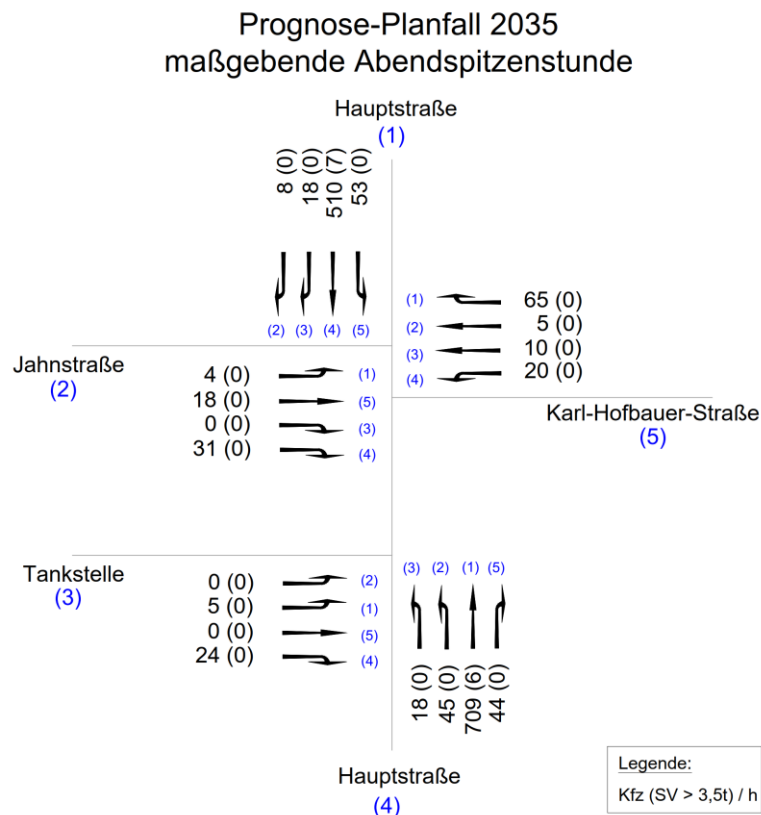 Prognose-Planfall 2035
maßgebende Abendspitzenstunde
Hauptstraße
(1)
8 (0)
18 (0)
510 (7)
53 (0)
(2) (3) (4) (5)
(1) 65 (0)
(2) 5 (0)
(3) 10 (0)
(4) 20 (0)
Jahnstraße
(2)
4 (0) (1)
18 (0) (5)
0 (0) (3)
31 (0) (4)
Karl-Hofbauer-Straße
(5)
Tankstelle
(3)
0 (0) (2)
5 (0) (1)
0 (0) (5)
24 (0) (4)
(3) (2) (1) (5)
18 (0)
45 (0)
709 (6)
44 (0)
Hauptstraße
(4)
Legende:
Kfz (SV > 3,5t) / h